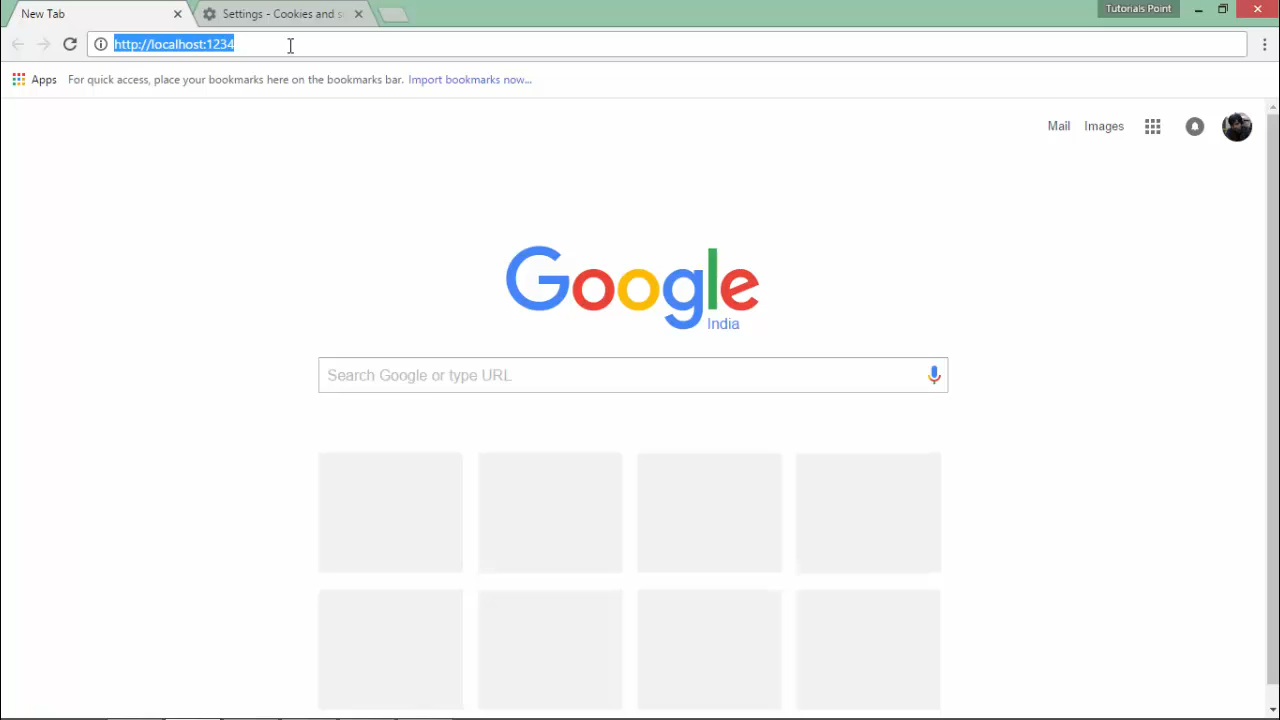 New Tab
Settings - Cookies and s
Tutorials Point
http://localhost:1234
Apps
For quick access, place your bookmarks here on the bookmarks bar. Import bookmarks now...
Mail
Images
Google
India
Search Google or type URL